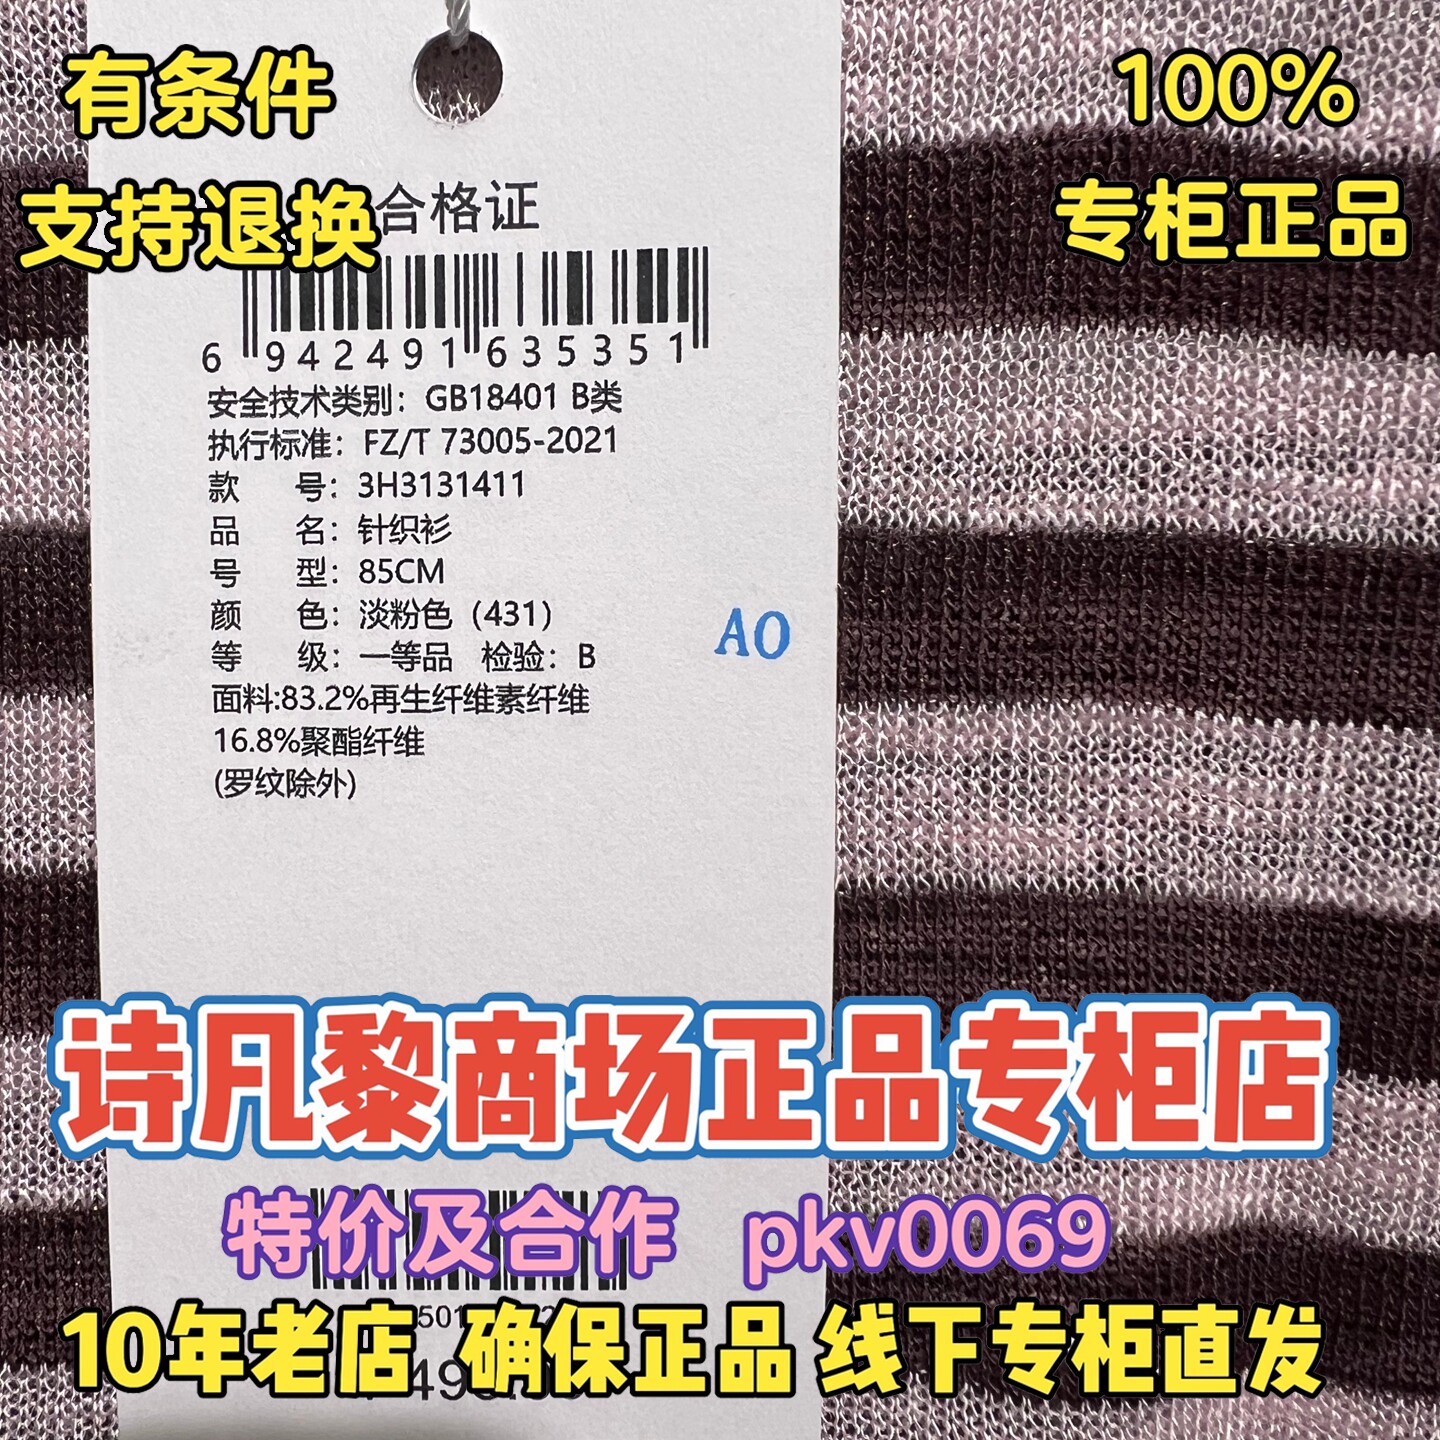 有条件
支持退换
100%
专柜正品
合格证
6 942491 635351
安全技术类别：GB18401 B类
执行标准：FZ/T 73005-2021
款 号：3H3131411
品 名：针织衫
号 型：85CM
颜 色：淡粉色（431）
等 级：一等品 检验：B
面料:83.2%再生纤维素纤维
16.8%聚酯纤维
(罗纹除外)
AO
诗凡黎商场正品专柜店
特价及合作 pkv0069
10年老店 确保正品 线下专柜直发